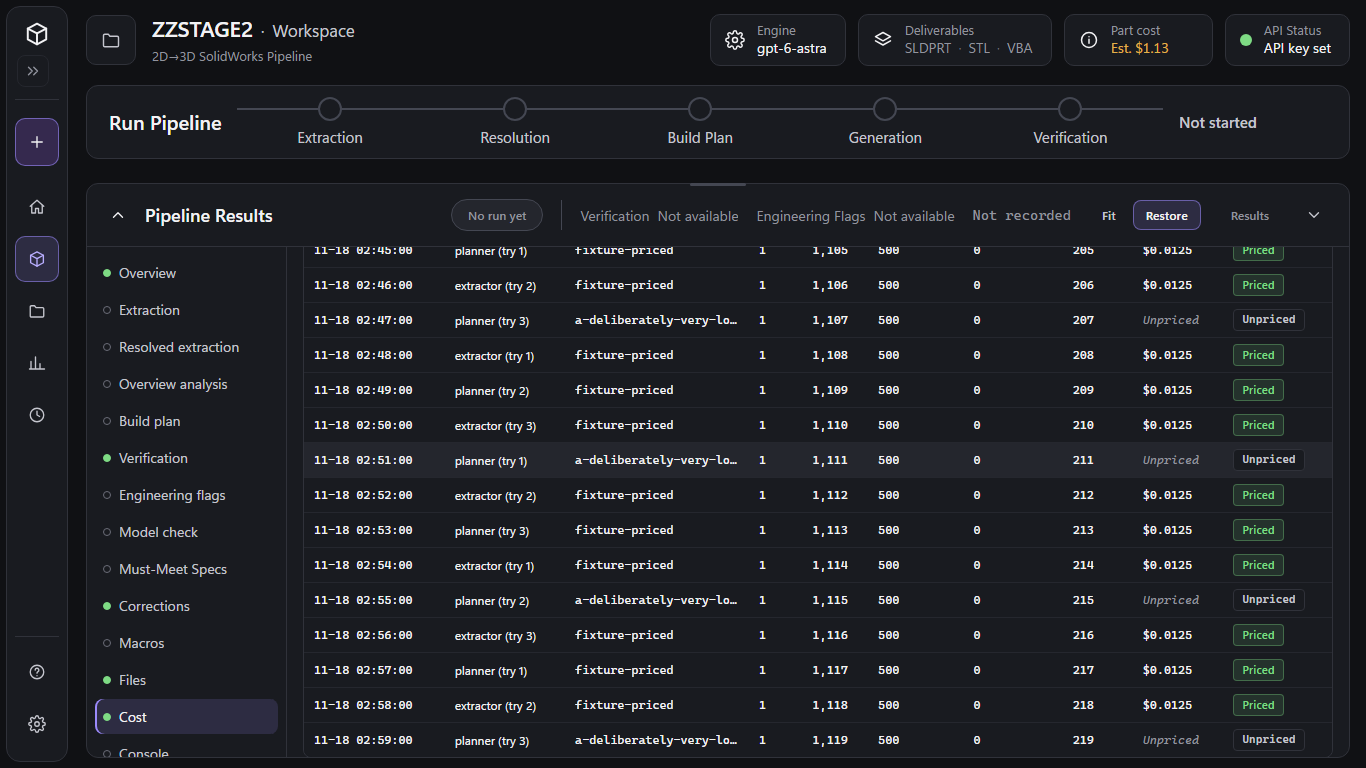 ZZSTAGE2 · Workspace
2D→3D SolidWorks Pipeline
Engine
gpt-6-astra
Deliverables
SLDPRT · STL · VBA
Part cost
Est. $1.13
API Status
API key set
Run Pipeline
Extraction
Resolution
Build Plan
Generation
Verification
Not started
Pipeline Results
No run yet
Verification Not available
Engineering Flags Not available
Not recorded
Fit
Restore
Results
Overview
Extraction
Resolved extraction
Overview analysis
Build plan
Verification
Engineering flags
Model check
Must-Meet Specs
Corrections
Macros
Files
Cost
Console
11-18 02:45:00 planner (try 1) fixture-priced 1 1,105 500 0 205 $0.0125 Priced
11-18 02:46:00 extractor (try 2) fixture-priced 1 1,106 500 0 206 $0.0125 Priced
11-18 02:47:00 planner (try 3) a-deliberately-very-lo… 1 1,107 500 0 207 Unpriced Unpriced
11-18 02:48:00 extractor (try 1) fixture-priced 1 1,108 500 0 208 $0.0125 Priced
11-18 02:49:00 planner (try 2) fixture-priced 1 1,109 500 0 209 $0.0125 Priced
11-18 02:50:00 extractor (try 3) fixture-priced 1 1,110 500 0 210 $0.0125 Priced
11-18 02:51:00 planner (try 1) a-deliberately-very-lo… 1 1,111 500 0 211 Unpriced Unpriced
11-18 02:52:00 extractor (try 2) fixture-priced 1 1,112 500 0 212 $0.0125 Priced
11-18 02:53:00 planner (try 3) fixture-priced 1 1,113 500 0 213 $0.0125 Priced
11-18 02:54:00 extractor (try 1) fixture-priced 1 1,114 500 0 214 $0.0125 Priced
11-18 02:55:00 planner (try 2) a-deliberately-very-lo… 1 1,115 500 0 215 Unpriced Unpriced
11-18 02:56:00 extractor (try 3) fixture-priced 1 1,116 500 0 216 $0.0125 Priced
11-18 02:57:00 planner (try 1) fixture-priced 1 1,117 500 0 217 $0.0125 Priced
11-18 02:58:00 extractor (try 2) fixture-priced 1 1,118 500 0 218 $0.0125 Priced
11-18 02:59:00 planner (try 3) a-deliberately-very-lo… 1 1,119 500 0 219 Unpriced Unpriced